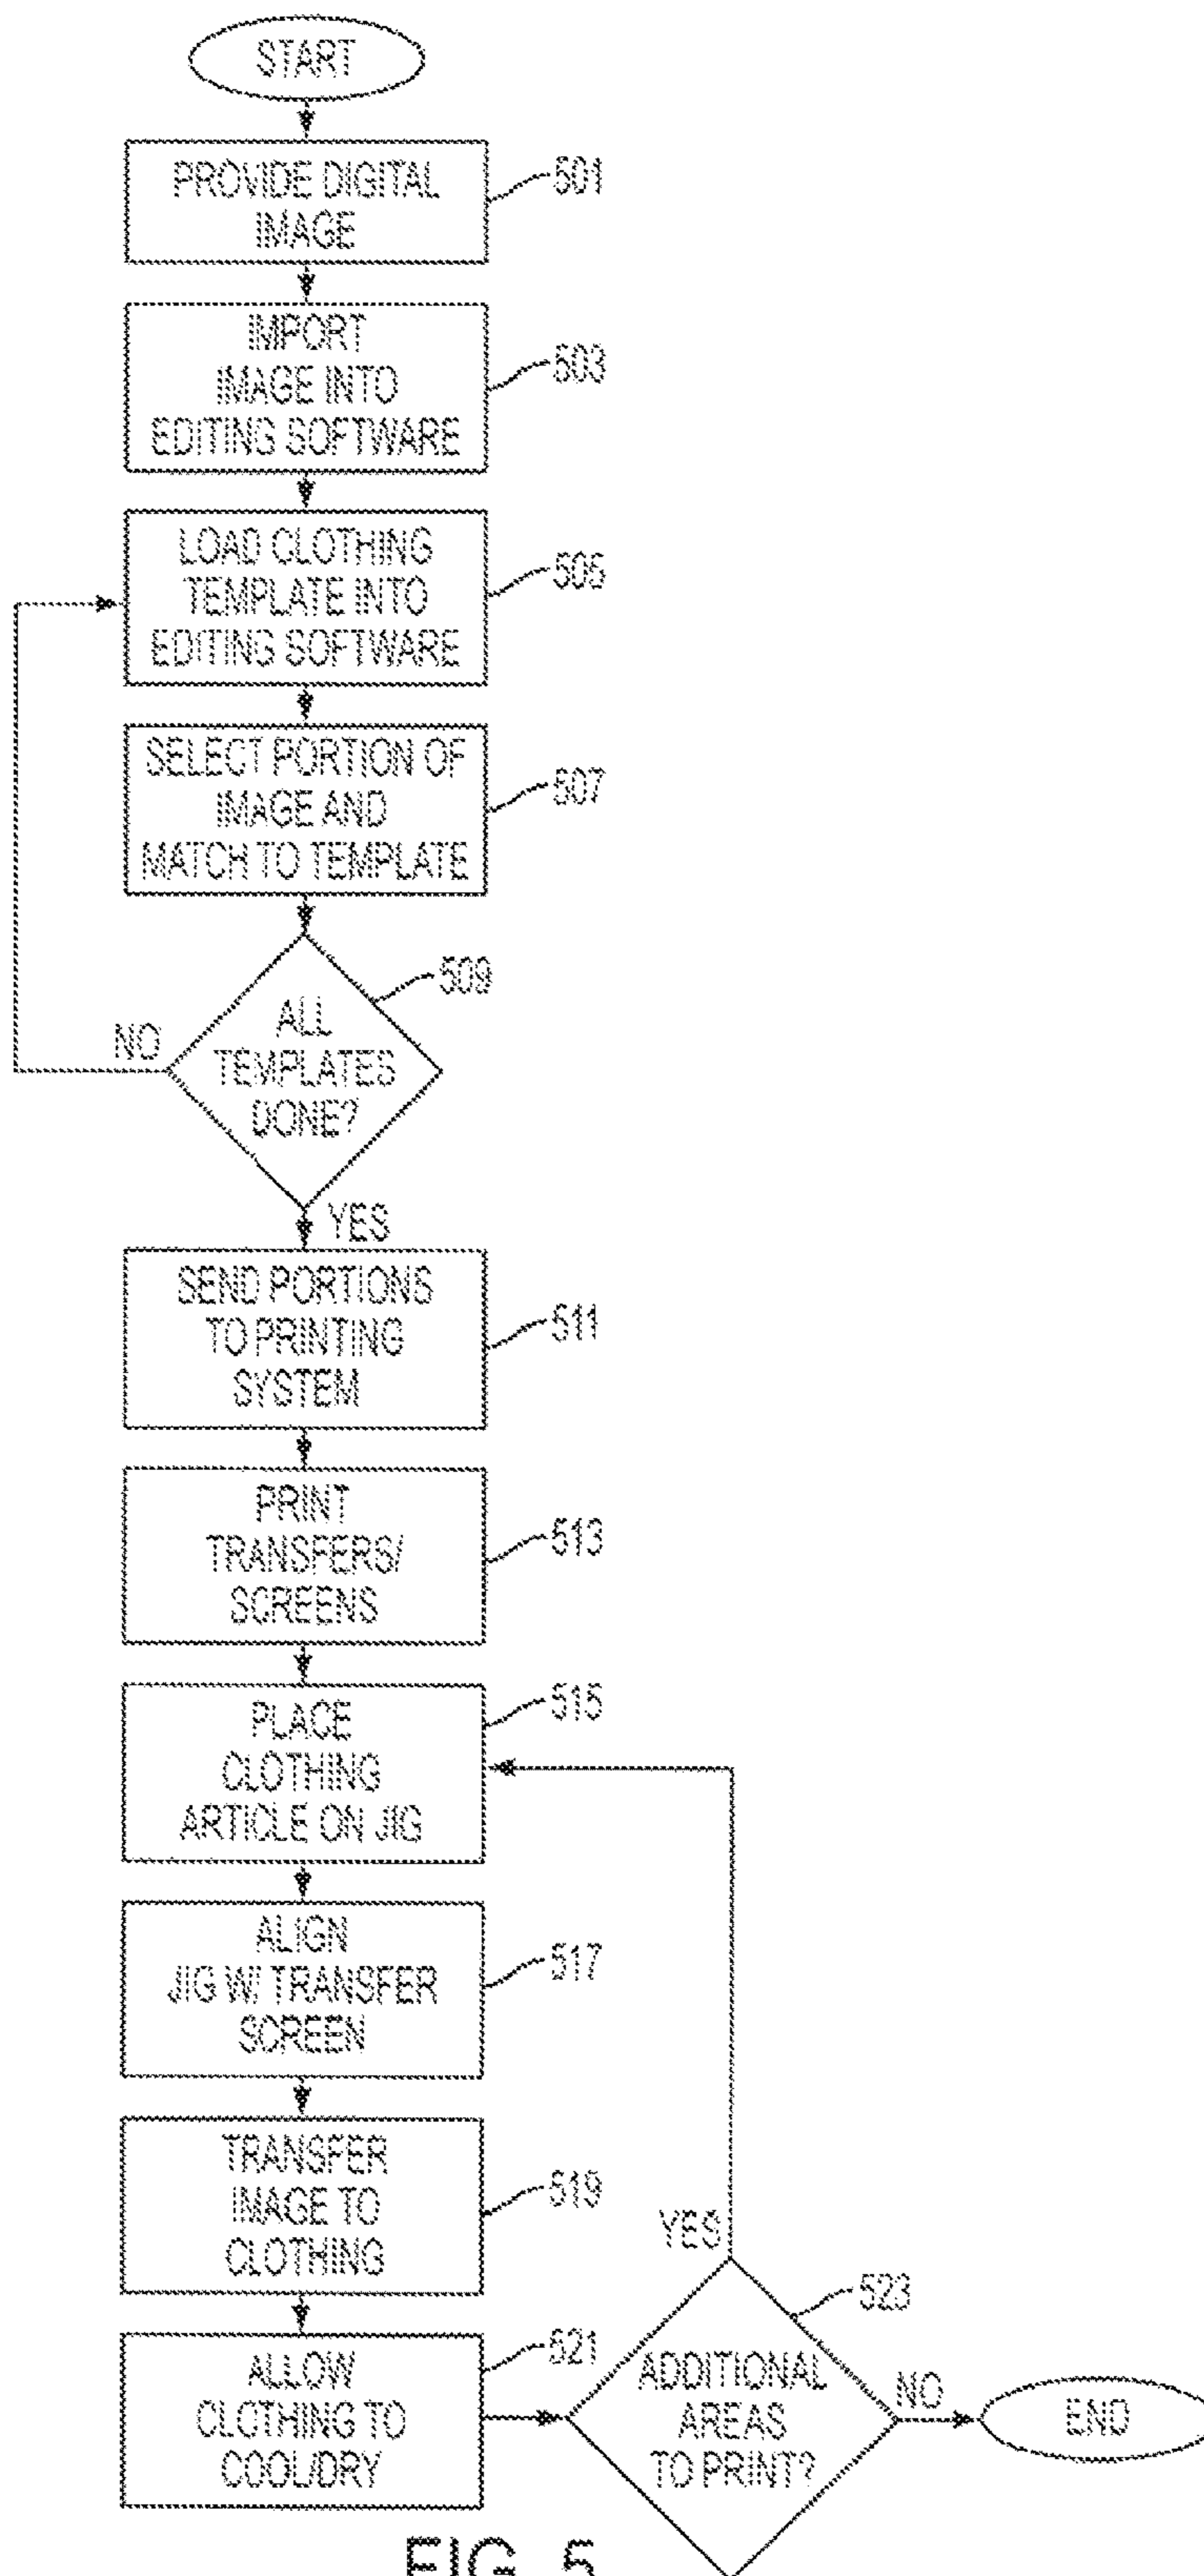 START
PROVIDE DIGITAL
IMAGE
501
IMPORT
IMAGE INTO
EDITING SOFTWARE
503
LOAD CLOTHING
TEMPLATE INTO
EDITING SOFTWARE
505
SELECT PORTION OF
IMAGE AND
MATCH TO TEMPLATE
507
ALL
TEMPLATES
DONE?
509
NO
YES
SEND PORTIONS
TO PRINTING
SYSTEM
511
PRINT
TRANSFERS/
SCREENS
513
PLACE
CLOTHING
ARTICLE ON JIG
515
ALIGN
JIG W/ TRANSFER
SCREEN
517
TRANSFER
IMAGE TO
CLOTHING
519
ALLOW
CLOTHING TO
COOL/DRY
521
ADDITIONAL
AREAS
TO PRINT?
523
YES
NO
END
FIG. 5